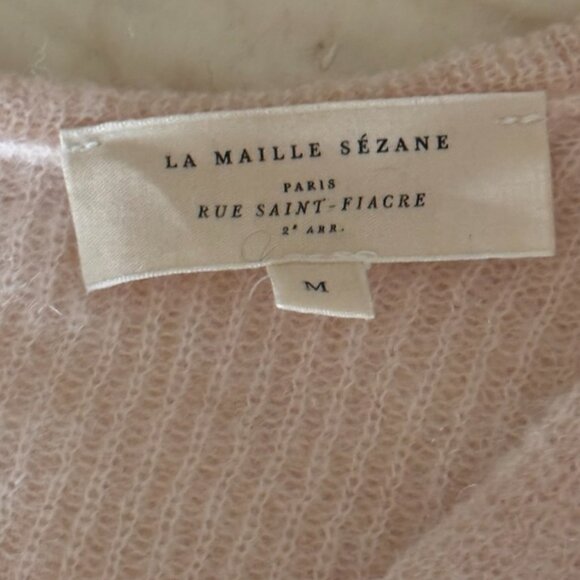 LA MAILLE SÉZANE
PARIS
RUE SAINT-FIACRE
2ᵉ ARR.
M